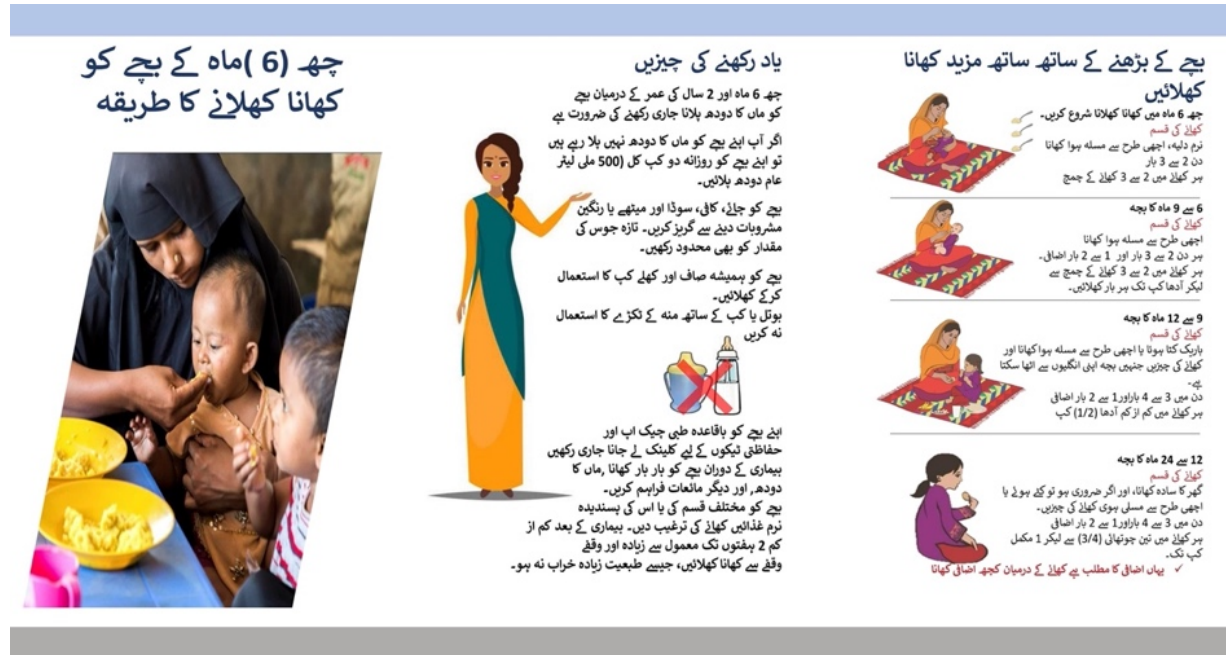 بچے کے بڑھنے کے ساتھ ساتھ مزید کھانا
کھلائیں
چھ 6 ماہ میں کھانا کھلانا شروع کریں۔
کھانے کی قسم
نرم دلیہ، اچھی طرح سے مسلہ ہوا کھانا
دن 2 سے 3 بار
ہر کھانے میں 2 سے 3 کھانے کے چمچ
6 سے 9 ماہ کا بچہ
کھانے کی قسم
اچھی طرح سے مسلہ ہوا کھانا
ہر دن 2 سے 3 بار اور 1 سے 2 بار اضافی۔
ہر کھانے میں 2 سے 3 کھانے کے چمچ سے
لیکر آدھا کپ تک ہر بار کھلائیں۔
9 سے 12 ماہ کا بچہ
کھانے کی قسم
باریک کٹا ہوتا یا اچھی طرح سے مسلہ ہوا کھانا اور
کھانے کی چیزیں جنہیں بچہ اپنی انگلیوں سے اٹھا سکتا
ہے۔
دن میں 3 سے 4 باراور1 سے 2 بار اضافی
ہر کھانے میں کم از کم آدھا (1/2) کپ
12 سے 24 ماہ کا بچہ
کھانے کی قسم
گھر کا سادہ کھانا، اور اگر ضروری ہو تو کٹے ہوئے یا
اچھی طرح سے مسلی ہوی کھانے کی چیزیں۔
دن میں 3 سے 4 باراور1 سے 2 بار اضافی
ہر کھانے میں تین چوتھائی (3/4) سے لیکر 1 مکمل
کپ تک۔
✓ یہاں اضافی کا مطلب ہے کھانے کے درمیان کچھ اضافی کھانا
یاد رکھنے کی چیزیں
چھ 6 ماہ اور 2 سال کی عمر کے درمیان بچے
کو ماں کا دودھ پلانا جاری رکھنے کی ضرورت ہے
اگر آپ اپنے بچے کو ماں کا دودھ نہیں پلا رہے ہیں
تو اپنے بچے کو روزانہ دو کپ کل (500 ملی لیٹر
عام دودھ پلائیں۔
بچے کو چائے، کافی، سوڈا اور میٹھے یا رنگین
مشروبات دینے سے گریز کریں۔ تازہ جوس کی
مقدار کو بھی محدود رکھیں۔
بچے کو ہمیشہ صاف اور کھلے کپ کا استعمال
کرکے کھلائیں۔
بوتل یا کپ کے ساتھ منہ کے ٹکڑے کا استعمال
نہ کریں
اپنے بچے کو باقاعدہ طبی چیک اپ اور
حفاظتی ٹیکوں کے لیے کلینک لے جانا جاری رکھیں
بیماری کے دوران بچے کو بار بار کھانا ,ماں کا
دودھ, اور دیگر مائعات فراہم کریں۔
بچے کو مختلف قسم کی یا اس کی پسندیدہ
نرم غذائیں کھانے کی ترغیب دیں۔ بیماری کے بعد کم از
کم 2 ہفتوں تک معمول سے زیادہ اور وقفے
وقفے سے کھانا کھلائیں، جیسے طبعیت زیادہ خراب نہ ہو۔
چھ (6 )ماہ کے بچے کو
کھانا کھلانے کا طریقہ